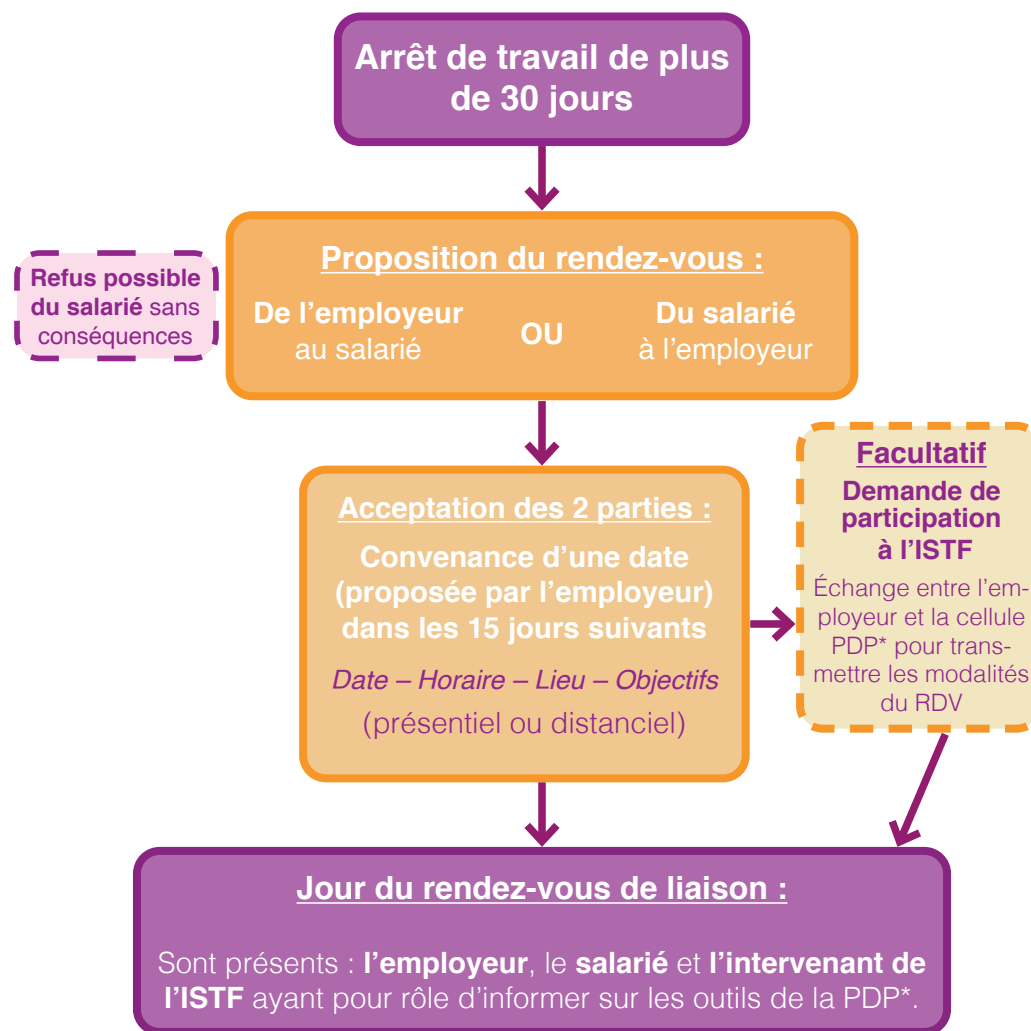 Arrêt de travail de plus
de 30 jours
Proposition du rendez-vous :
Refus possible
du salarié sans
conséquences
De l'employeur
au salarié
OU
Du salarié
à l'employeur
Acceptation des 2 parties :
Convenance d'une date
(proposée par l'employeur)
dans les 15 jours suivants
Date – Horaire – Lieu – Objectifs
(présentiel ou distanciel)
Facultatif
Demande de
participation
à l'ISTF
Échange entre l'em-
ployeur et la cellule
PDP* pour trans-
mettre les modalités
du RDV
Jour du rendez-vous de liaison :
Sont présents : l'employeur, le salarié et l'intervenant de
l'ISTF ayant pour rôle d'informer sur les outils de la PDP*.